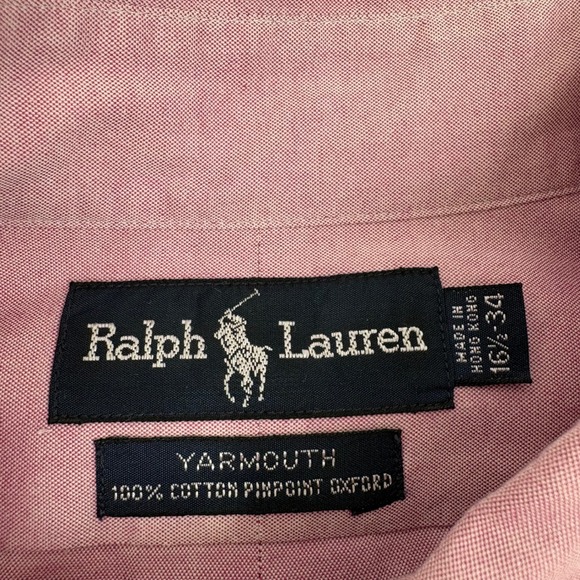 Ralph Lauren
MADE IN
HONG KONG
16½-34
YARMOUTH
100% COTTON PINPOINT OXFORD